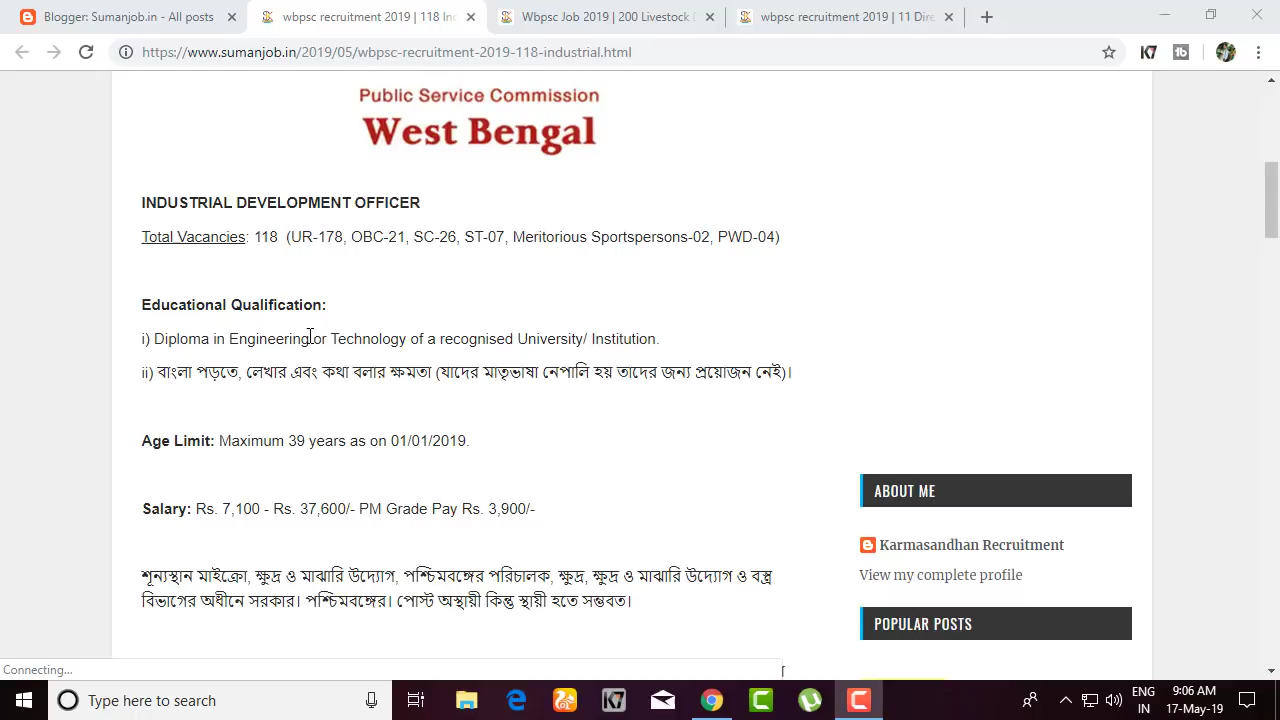 Blogger: Sumanjob.in - All posts
wbpsc recruitment 2019 | 118 Ind
Wbpsc Job 2019 | 200 Livestock D
wbpsc recruitment 2019 | 11 Dire
https://www.sumanjob.in/2019/05/wbpsc-recruitment-2019-118-industrial.html
Public Service Commission
West Bengal
INDUSTRIAL DEVELOPMENT OFFICER
Total Vacancies: 118 (UR-178, OBC-21, SC-26, ST-07, Meritorious Sportspersons-02, PWD-04)
Educational Qualification:
i) Diploma in Engineering or Technology of a recognised University/ Institution.
ii) বাংলা পড়তে, লেখার এবং কথা বলার ক্ষমতা (যাদের মাতৃভাষা নেপালি হয় তাদের জন্য প্রয়োজন নেই)।
Age Limit: Maximum 39 years as on 01/01/2019.
Salary: Rs. 7,100 - Rs. 37,600/- PM Grade Pay Rs. 3,900/-
শূন্যস্থান মাইক্রো, ক্ষুদ্র ও মাঝারি উদ্যোগ, পশ্চিমবঙ্গের পরিচালক, ক্ষুদ্র, ক্ষুদ্র ও মাঝারি উদ্যোগ ও বস্ত্র
বিভাগের অধীনে সরকার। পশ্চিমবঙ্গের। পোস্ট অস্থায়ী কিন্তু স্থায়ী হতে সম্ভবত।
ABOUT ME
Karmasandhan Recruitment
View my complete profile
POPULAR POSTS
Connecting...
Type here to search
ENG
IN
9:06 AM
17-May-19